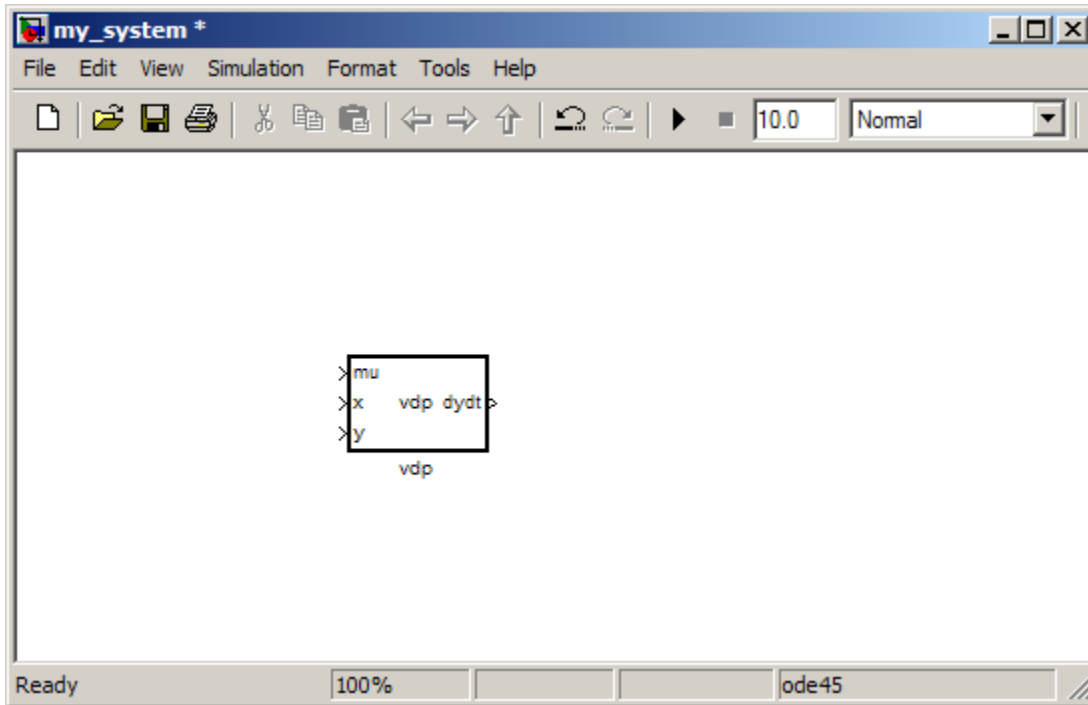 my_system *
File Edit View Simulation Format Tools Help
10.0 Normal
mu
x vdp dydt
y
vdp
Ready 100% ode45